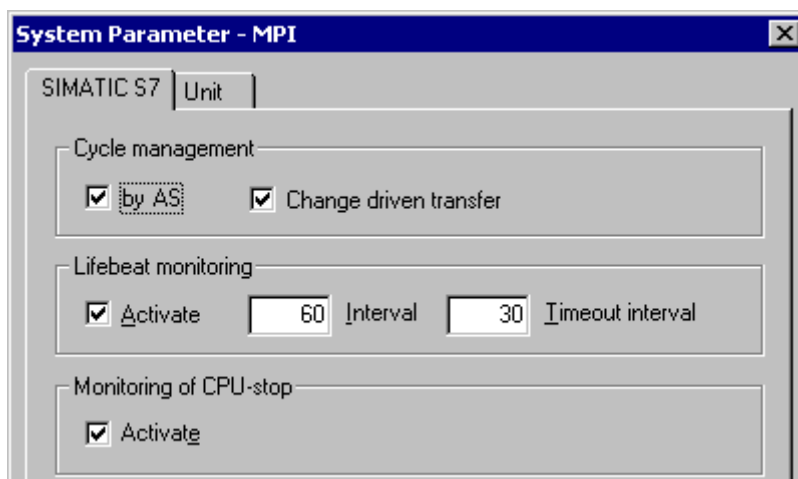 System Parameter - MPI
SIMATIC S7 Unit
Cycle management
by AS Change driven transfer
Lifebeat monitoring
Activate 60 Interval 30 Timeout interval
Monitoring of CPU-stop
Activate